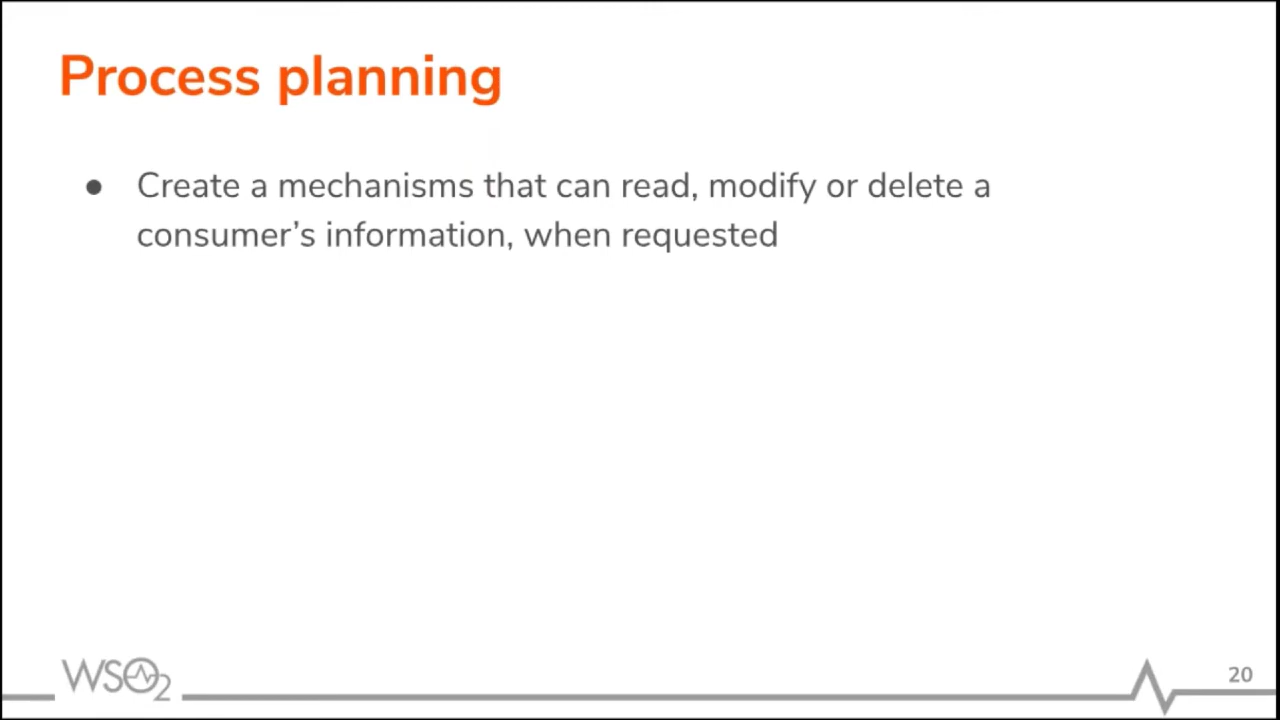 Process planning
● Create a mechanisms that can read, modify or delete a
consumer’s information, when requested
WSO2
20